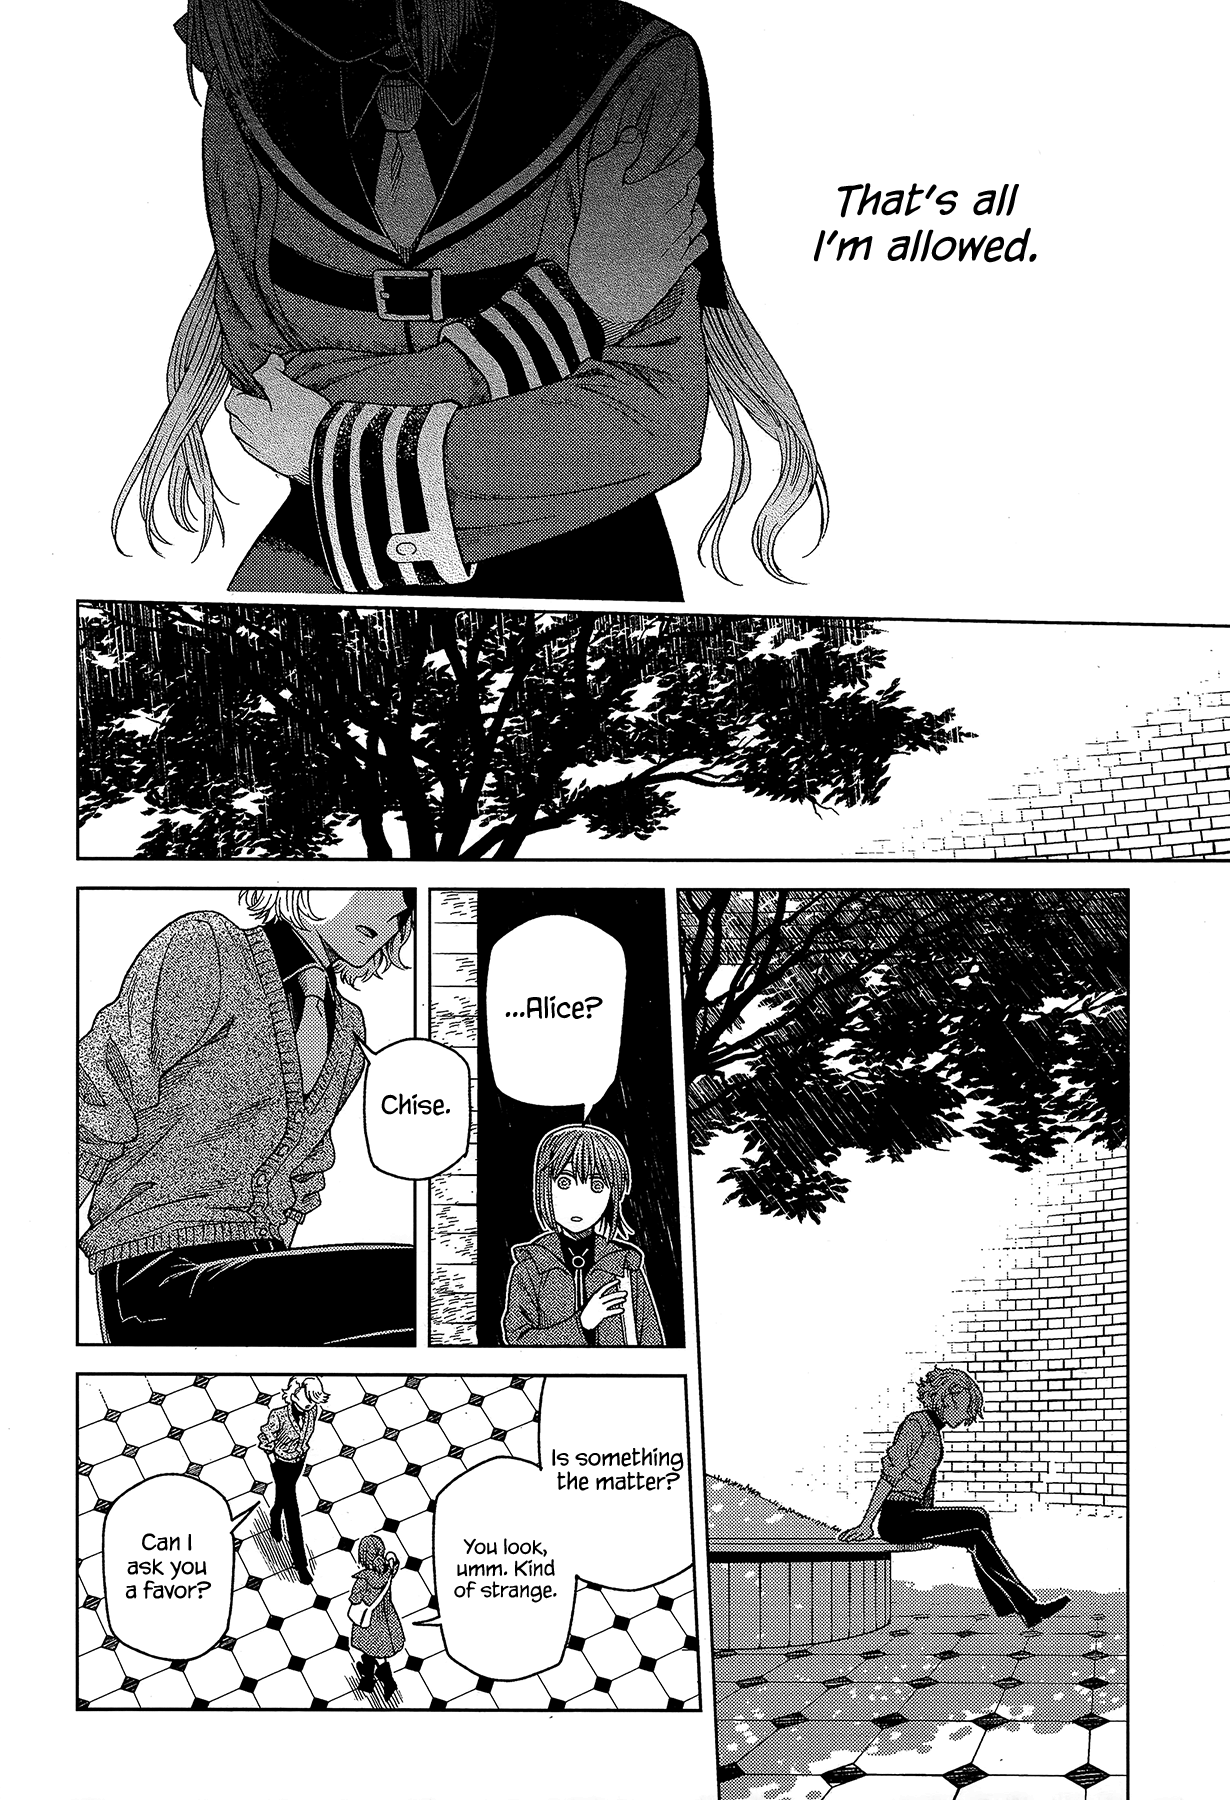 That's all
I'm allowed.
...Alice?
Chise.
Is something
the matter?
You look,
umm. Kind
of strange.
Can I
ask you
a favor?